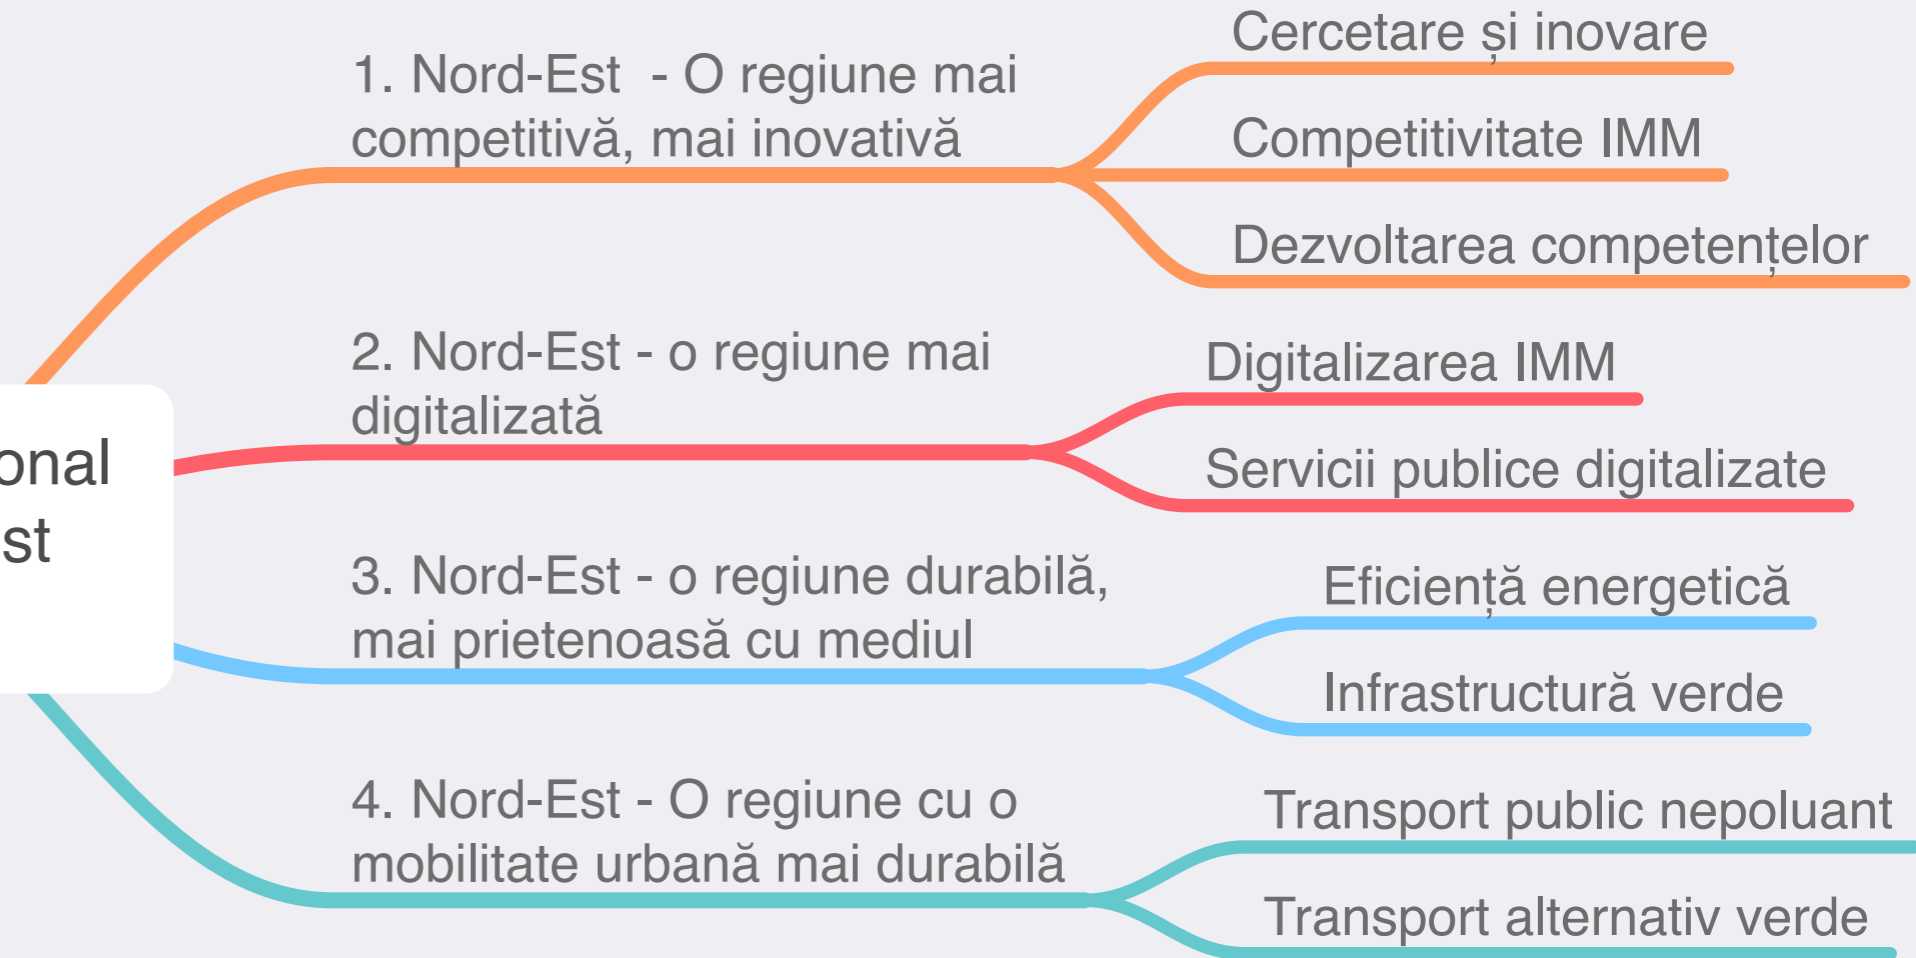 onal
st
1. Nord-Est  - O regiune mai
competitivă, mai inovativă
Cercetare și inovare
Competitivitate IMM
Dezvoltarea competențelor
2. Nord-Est - o regiune mai
digitalizată
Digitalizarea IMM
Servicii publice digitalizate
3. Nord-Est - o regiune durabilă,
mai prietenoasă cu mediul
Eficiență energetică
Infrastructură verde
4. Nord-Est - O regiune cu o
mobilitate urbană mai durabilă
Transport public nepoluant
Transport alternativ verde